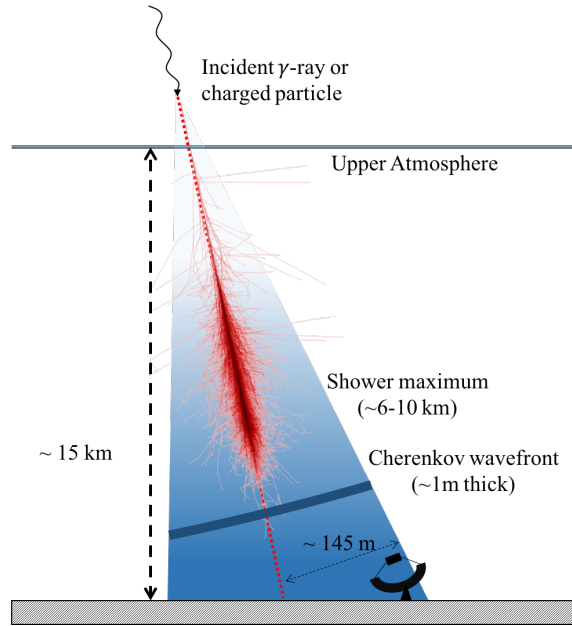 Incident γ-ray or
charged particle
Upper Atmosphere
Shower maximum
(~6-10 km)
~ 15 km
Cherenkov wavefront
(~1m thick)
~ 145 m